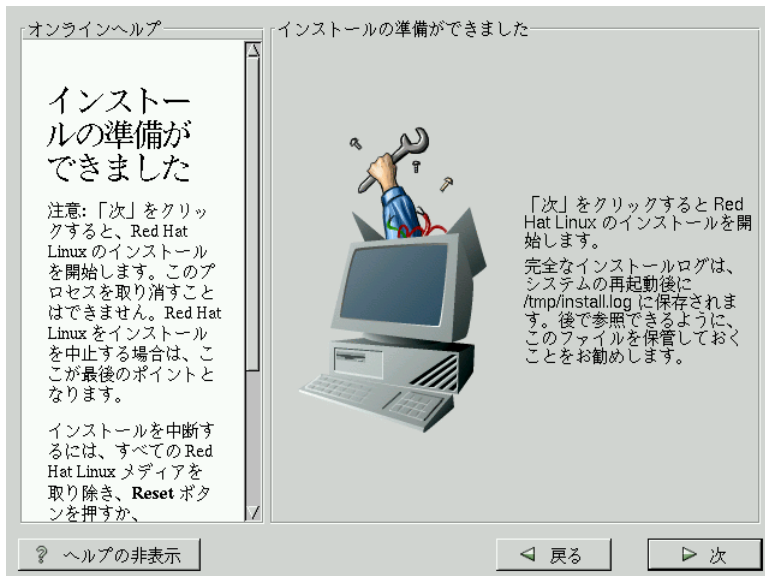 オンラインヘルプ
インストー
ルの準備が
できました
注意:「次」をクリッ
クすると、Red Hat
Linux のインストール
を開始します。このプ
ロセスを取り消すこと
はできません。Red Hat
Linux をインストール
を中止する場合は、こ
こが最後のポイントと
なります。
インストールを中断す
るには、すべての Red
Hat Linux メディアを
取り除き、Reset ボタ
ンを押すか、
インストールの準備ができました
「次」をクリックすると Red
Hat Linux のインストールを開
始します。
完全なインストールログは、
システムの再起動後に
/tmp/install.log に保存されま
す。後で参照できるように、
このファイルを保管しておく
ことをお勧めします。
? ヘルプの非表示
戻る
次